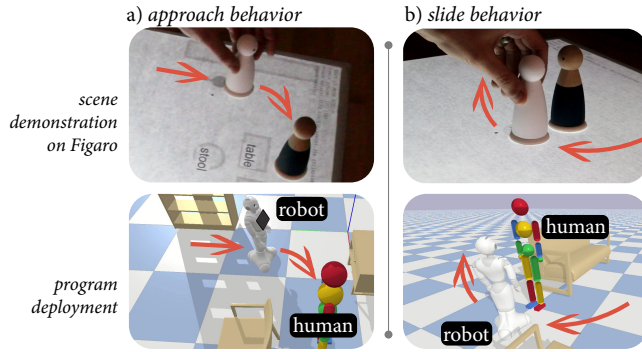 a) approach behavior
b) slide behavior
scene
demonstration
on Figaro
stool
table
program
deployment
robot
human
human
robot